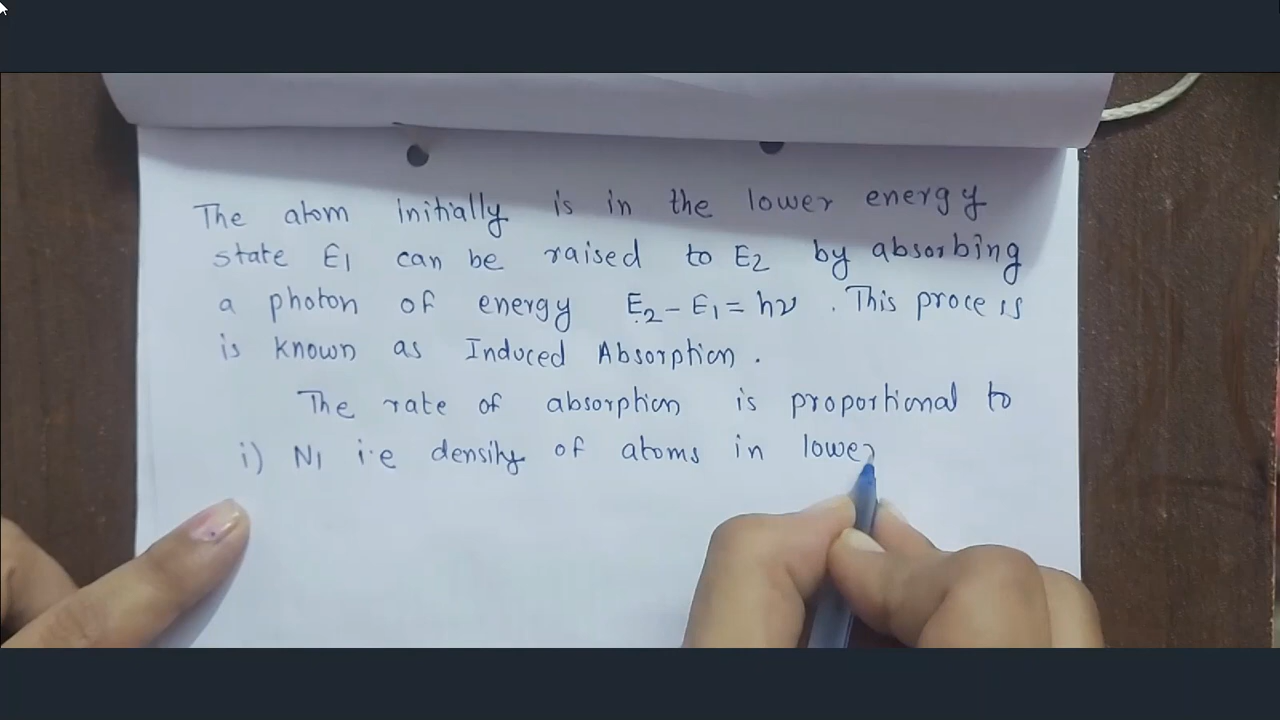 The atom initially is in the lower energy
state E1 can be raised to E2 by absorbing
a photon of energy E2 - E1 = hν . This proce is
is known as Induced Absorption .
The rate of absorption is proportional to
i) N1 i.e density of atoms in lower